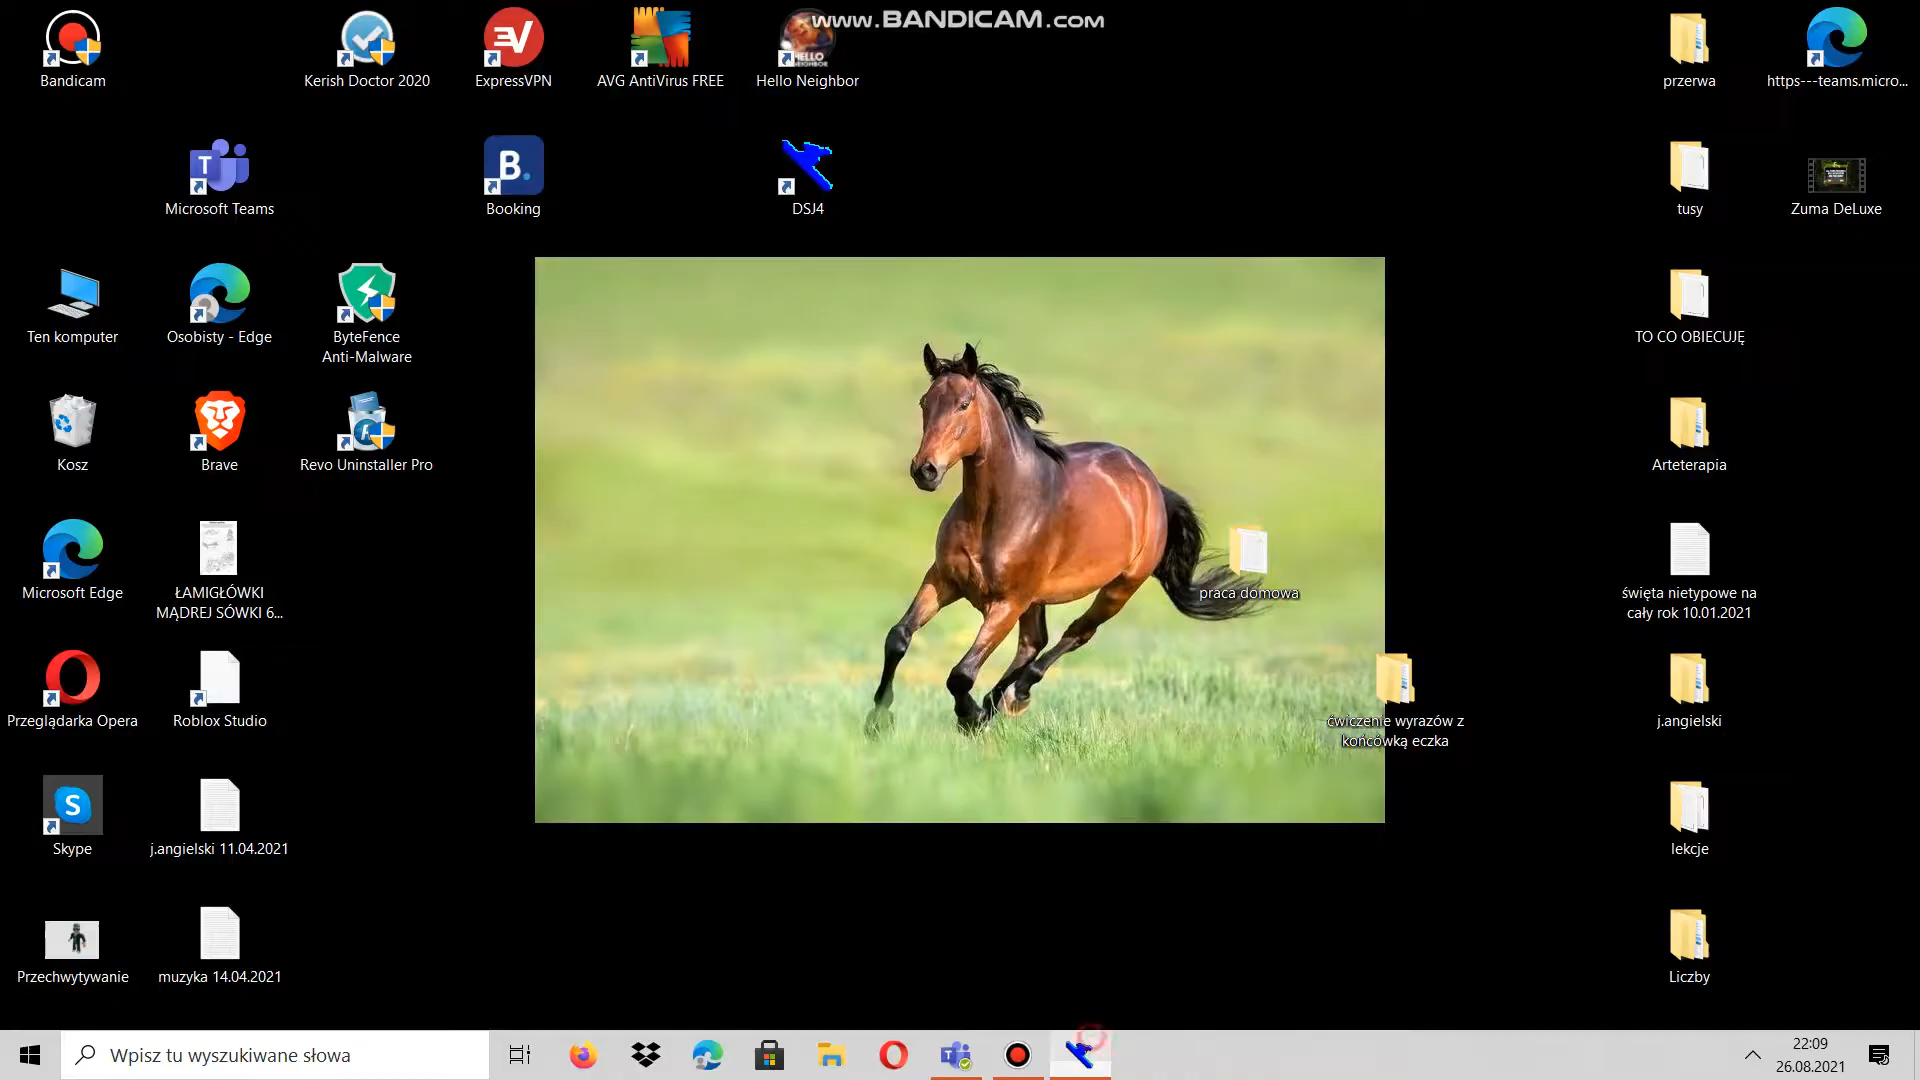 www.BANDICAM.com
Bandicam
Kerish Doctor 2020
ExpressVPN
AVG AntiVirus FREE
Hello Neighbor
przerwa
https---teams.micro...
Microsoft Teams
Booking
DSJ4
tusy
Zuma DeLuxe
Ten komputer
Osobisty - Edge
ByteFence
Anti-Malware
TO CO OBIECUJĘ
Kosz
Brave
Revo Uninstaller Pro
Arteterapia
Microsoft Edge
ŁAMIGŁÓWKI
MĄDREJ SÓWKI 6...
praca domowa
święta nietypowe na
cały rok 10.01.2021
Przeglądarka Opera
Roblox Studio
ćwiczenie wyrazów z
końcówką eczka
j.angielski
Skype
j.angielski 11.04.2021
lekcje
Przechwytywanie
muzyka 14.04.2021
Liczby
Wpisz tu wyszukiwane słowa
22:09
26.08.2021